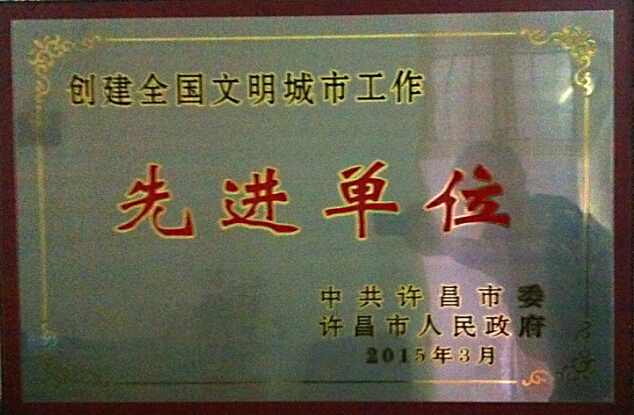 创建全国文明城市工作
先进单位
中共许昌市委
许昌市人民政府
2015年3月